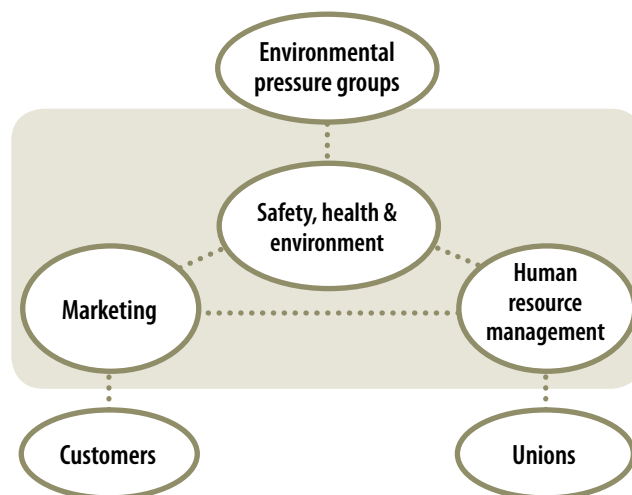 Environmental
pressure groups
Safety, health &
environment
Marketing
Human
resource
management
Customers
Unions